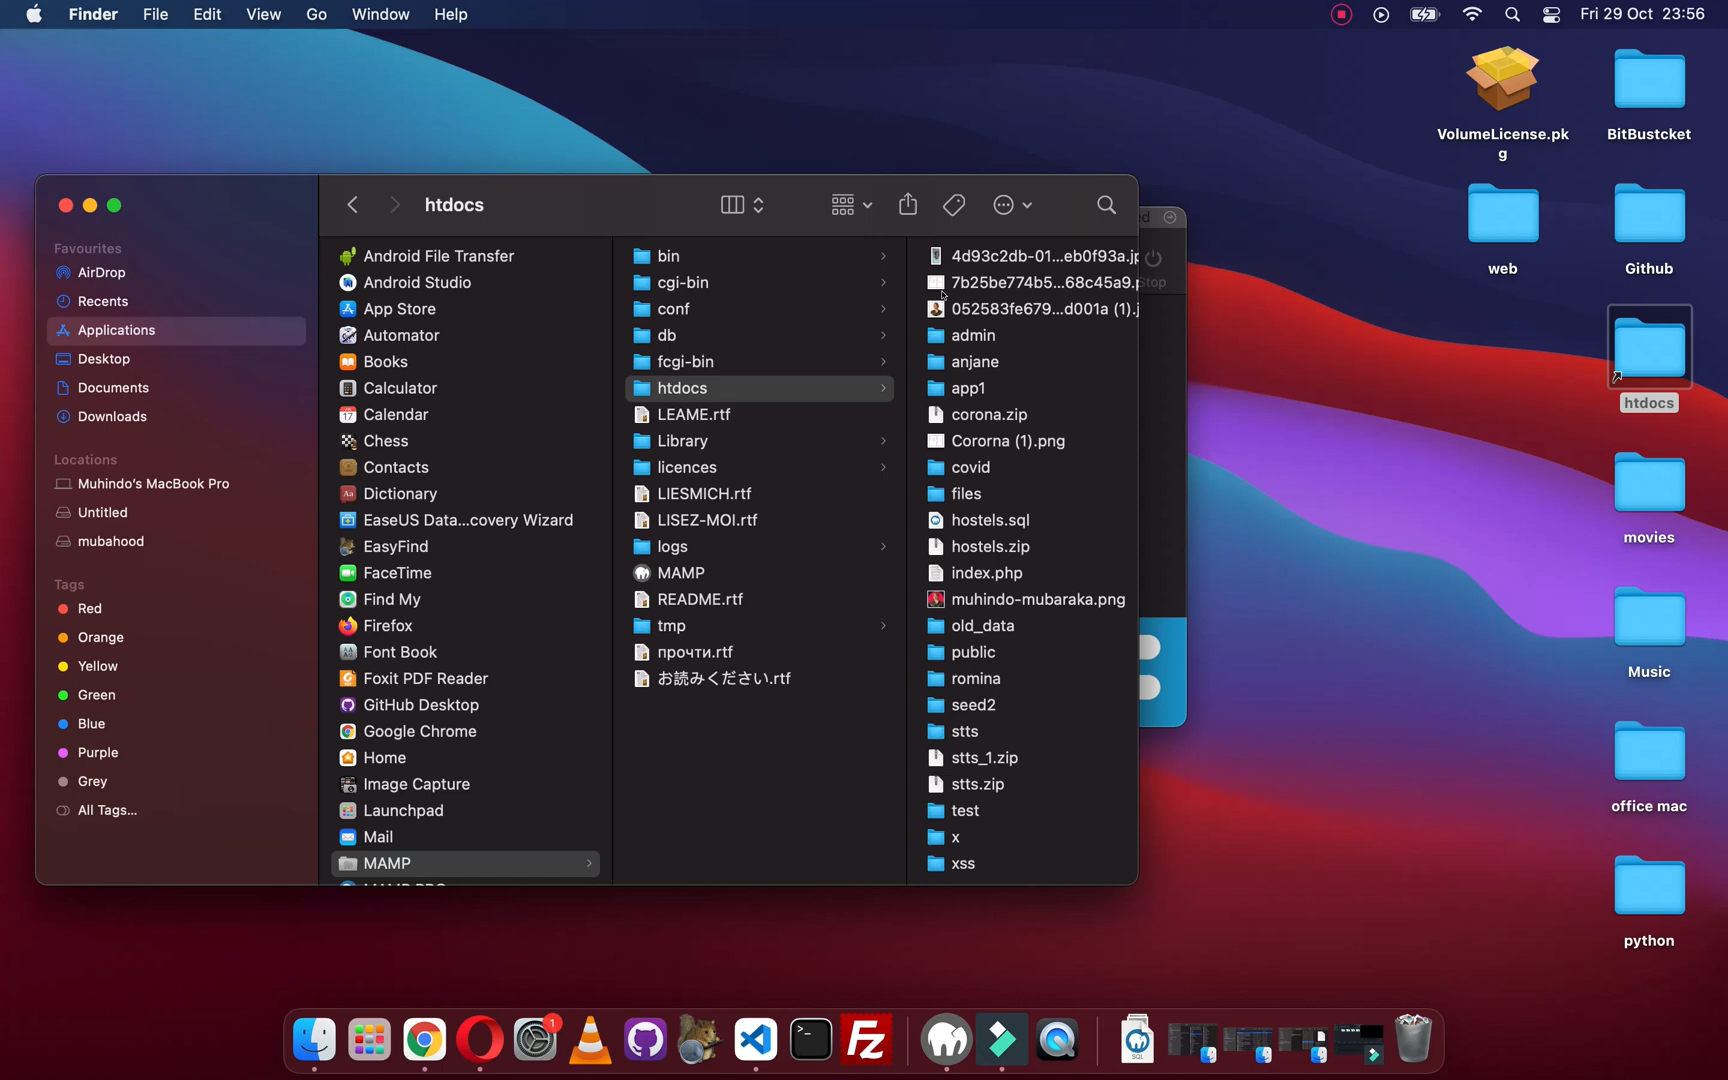 Finder File Edit View Go Window Help
Fri 29 Oct 23:56
htdocs
Favourites
AirDrop
Recents
Applications
Desktop
Documents
Downloads
Locations
Muhindo's MacBook Pro
Untitled
mubahood
Tags
Red
Orange
Yellow
Green
Blue
Purple
Grey
All Tags...
Android File Transfer
Android Studio
App Store
Automator
Books
Calculator
Calendar
Chess
Contacts
Dictionary
EaseUS Data...covery Wizard
EasyFind
FaceTime
Find My
Firefox
Font Book
Foxit PDF Reader
GitHub Desktop
Google Chrome
Home
Image Capture
Launchpad
Mail
MAMP
bin
cgi-bin
conf
db
fcgi-bin
htdocs
LEAME.rtf
Library
licences
LIESMICH.rtf
LISEZ-MOI.rtf
logs
MAMP
README.rtf
tmp
прочти.rtf
お読みください.rtf
4d93c2db-01...eb0f93a.jp
7b25be774b5...68c45a9.p
052583fe679...d001a (1).j
admin
anjane
app1
corona.zip
Cororna (1).png
covid
files
hostels.sql
hostels.zip
index.php
muhindo-mubaraka.png
old_data
public
romina
seed2
stts
stts_1.zip
stts.zip
test
x
xss
ed
Stop
VolumeLicense.pk
g
BitBustcket
web
Github
htdocs
movies
Music
office mac
python
1
SQL